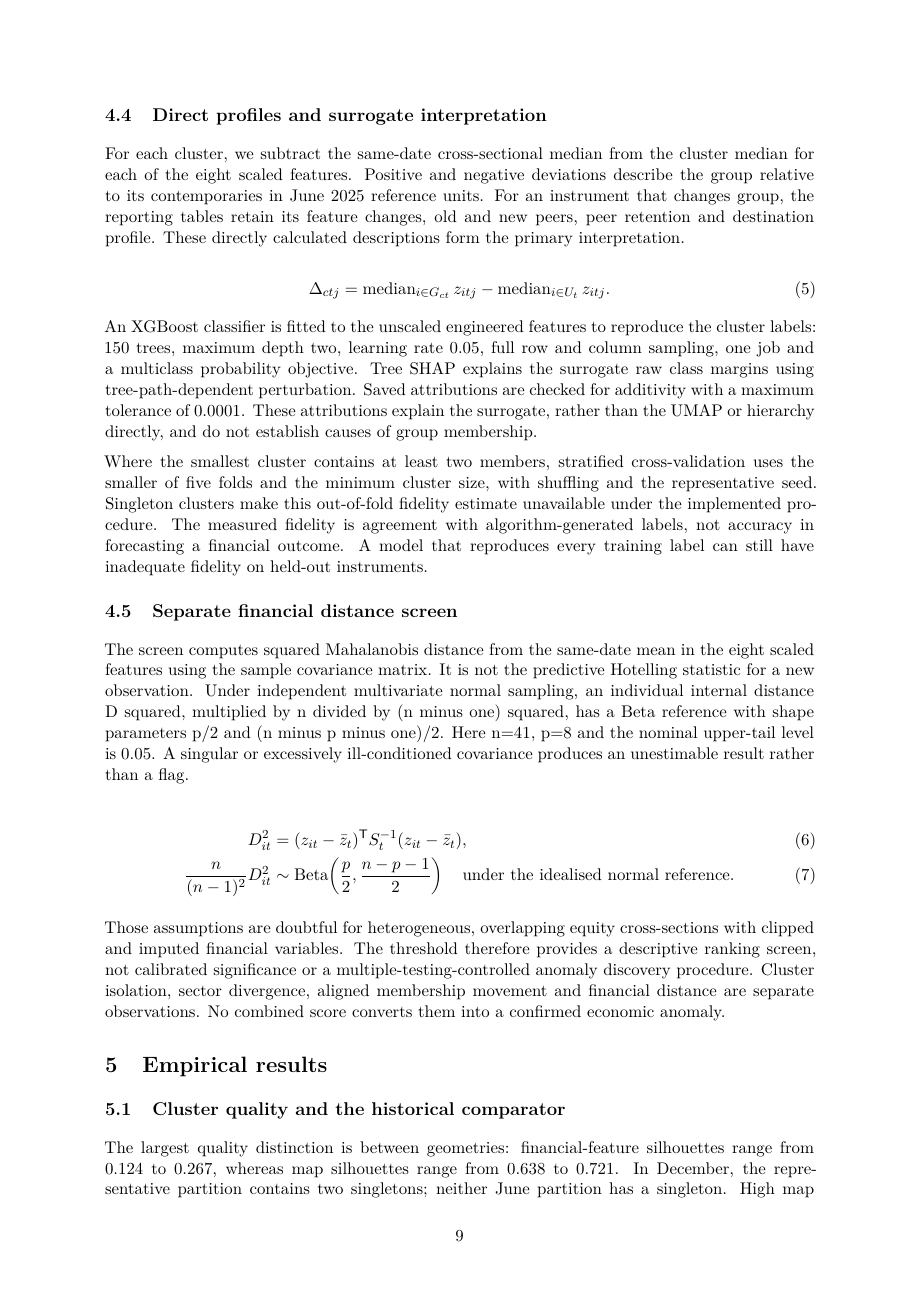 4.4 Direct profiles and surrogate interpretation
For each cluster, we subtract the same-date cross-sectional median from the cluster median for
each of the eight scaled features. Positive and negative deviations describe the group relative
to its contemporaries in June 2025 reference units. For an instrument that changes group, the
reporting tables retain its feature changes, old and new peers, peer retention and destination
profile. These directly calculated descriptions form the primary interpretation.
Δ_{ctj} = median_{i∈G_{ct}} z_{itj} − median_{i∈U_t} z_{itj}. (5)
An XGBoost classifier is fitted to the unscaled engineered features to reproduce the cluster labels:
150 trees, maximum depth two, learning rate 0.05, full row and column sampling, one job and
a multiclass probability objective. Tree SHAP explains the surrogate raw class margins using
tree-path-dependent perturbation. Saved attributions are checked for additivity with a maximum
tolerance of 0.0001. These attributions explain the surrogate, rather than the UMAP or hierarchy
directly, and do not establish causes of group membership.
Where the smallest cluster contains at least two members, stratified cross-validation uses the
smaller of five folds and the minimum cluster size, with shuffling and the representative seed.
Singleton clusters make this out-of-fold fidelity estimate unavailable under the implemented pro-
cedure. The measured fidelity is agreement with algorithm-generated labels, not accuracy in
forecasting a financial outcome. A model that reproduces every training label can still have
inadequate fidelity on held-out instruments.
4.5 Separate financial distance screen
The screen computes squared Mahalanobis distance from the same-date mean in the eight scaled
features using the sample covariance matrix. It is not the predictive Hotelling statistic for a new
observation. Under independent multivariate normal sampling, an individual internal distance
D squared, multiplied by n divided by (n minus one) squared, has a Beta reference with shape
parameters p/2 and (n minus p minus one)/2. Here n=41, p=8 and the nominal upper-tail level
is 0.05. A singular or excessively ill-conditioned covariance produces an unestimable result rather
than a flag.
D²_{it} = (z_{it} − z̄_t)ᵀ S_t^{−1}(z_{it} − z̄_t), (6)
n/(n − 1)² D²_{it} ∼ Beta(p/2, (n − p − 1)/2) under the idealised normal reference. (7)
Those assumptions are doubtful for heterogeneous, overlapping equity cross-sections with clipped
and imputed financial variables. The threshold therefore provides a descriptive ranking screen,
not calibrated significance or a multiple-testing-controlled anomaly discovery procedure. Cluster
isolation, sector divergence, aligned membership movement and financial distance are separate
observations. No combined score converts them into a confirmed economic anomaly.
5 Empirical results
5.1 Cluster quality and the historical comparator
The largest quality distinction is between geometries: financial-feature silhouettes range from
0.124 to 0.267, whereas map silhouettes range from 0.638 to 0.721. In December, the repre-
sentative partition contains two singletons; neither June partition has a singleton. High map
9